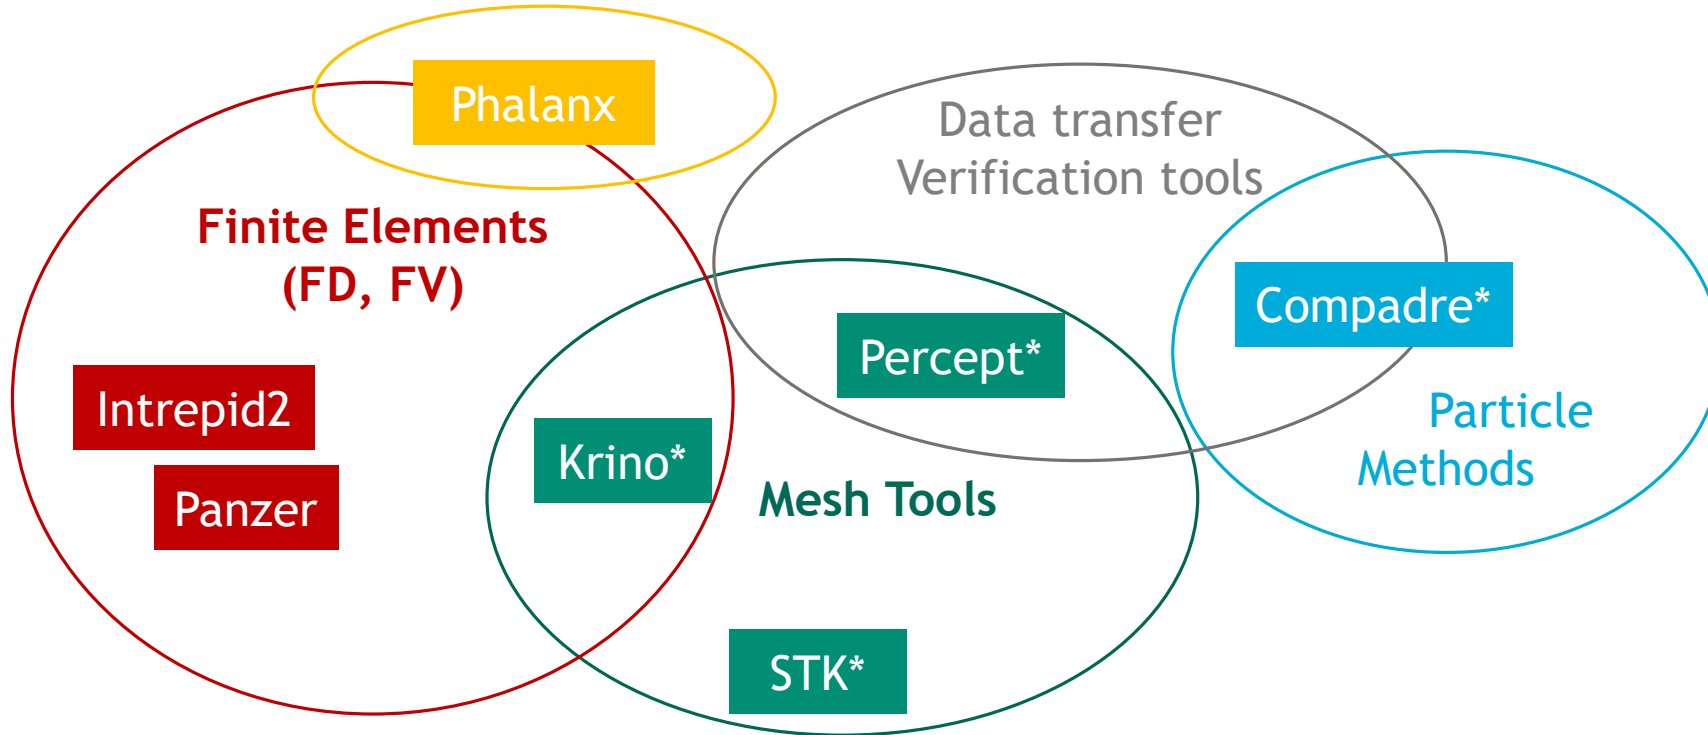 Phalanx
Data transfer
Verification tools
Finite Elements
(FD, FV)
Compadre*
Percept*
Intrepid2
Particle
Methods
Krino*
Mesh Tools
Panzer
STK*